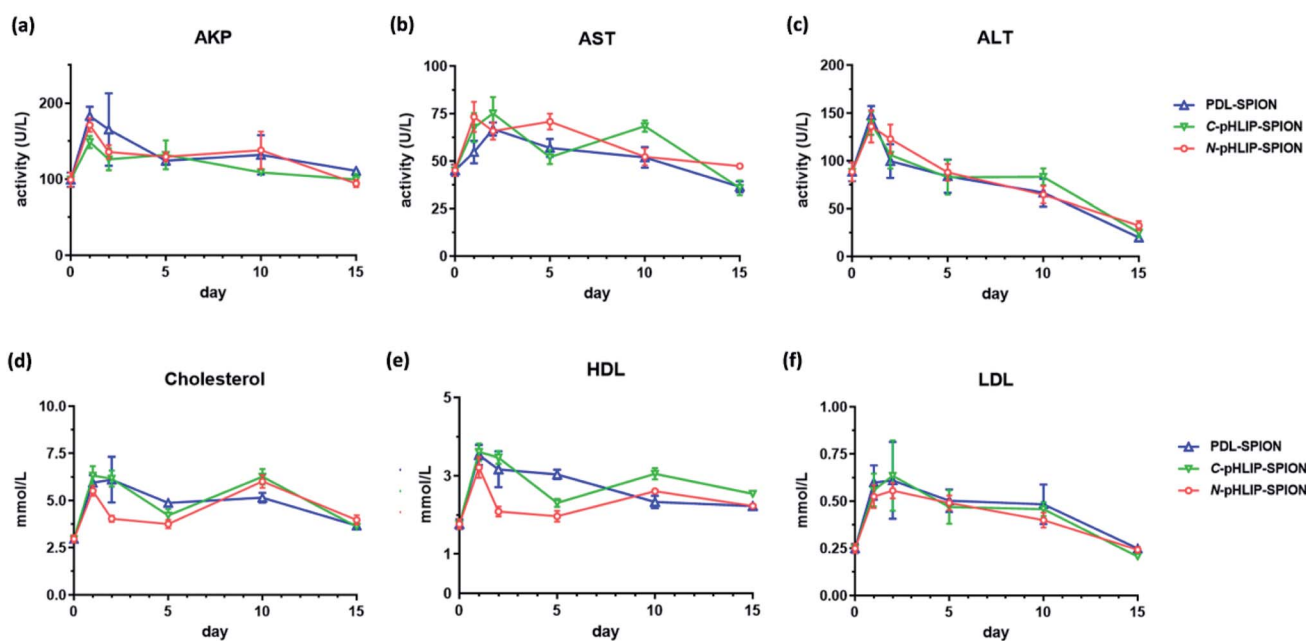 (a)
AKP
activity (U/L)
200
150
100
50
0
0 5 10 15
day
(b)
AST
activity (U/L)
100
75
50
25
0
0 5 10 15
day
(c)
ALT
activity (U/L)
200
150
100
50
0
0 5 10 15
day
PDL-SPION
C-pHLIP-SPION
N-pHLIP-SPION
(d)
Cholesterol
mmol/L
10.0
7.5
5.0
2.5
0.0
0 5 10 15
day
(e)
HDL
mmol/L
5
4
3
1
0
0 5 10 15
day
(f)
LDL
mmol/L
1.00
0.75
0.50
0.25
0.00
0 5 10 15
day
PDL-SPION
C-pHLIP-SPION
N-pHLIP-SPION